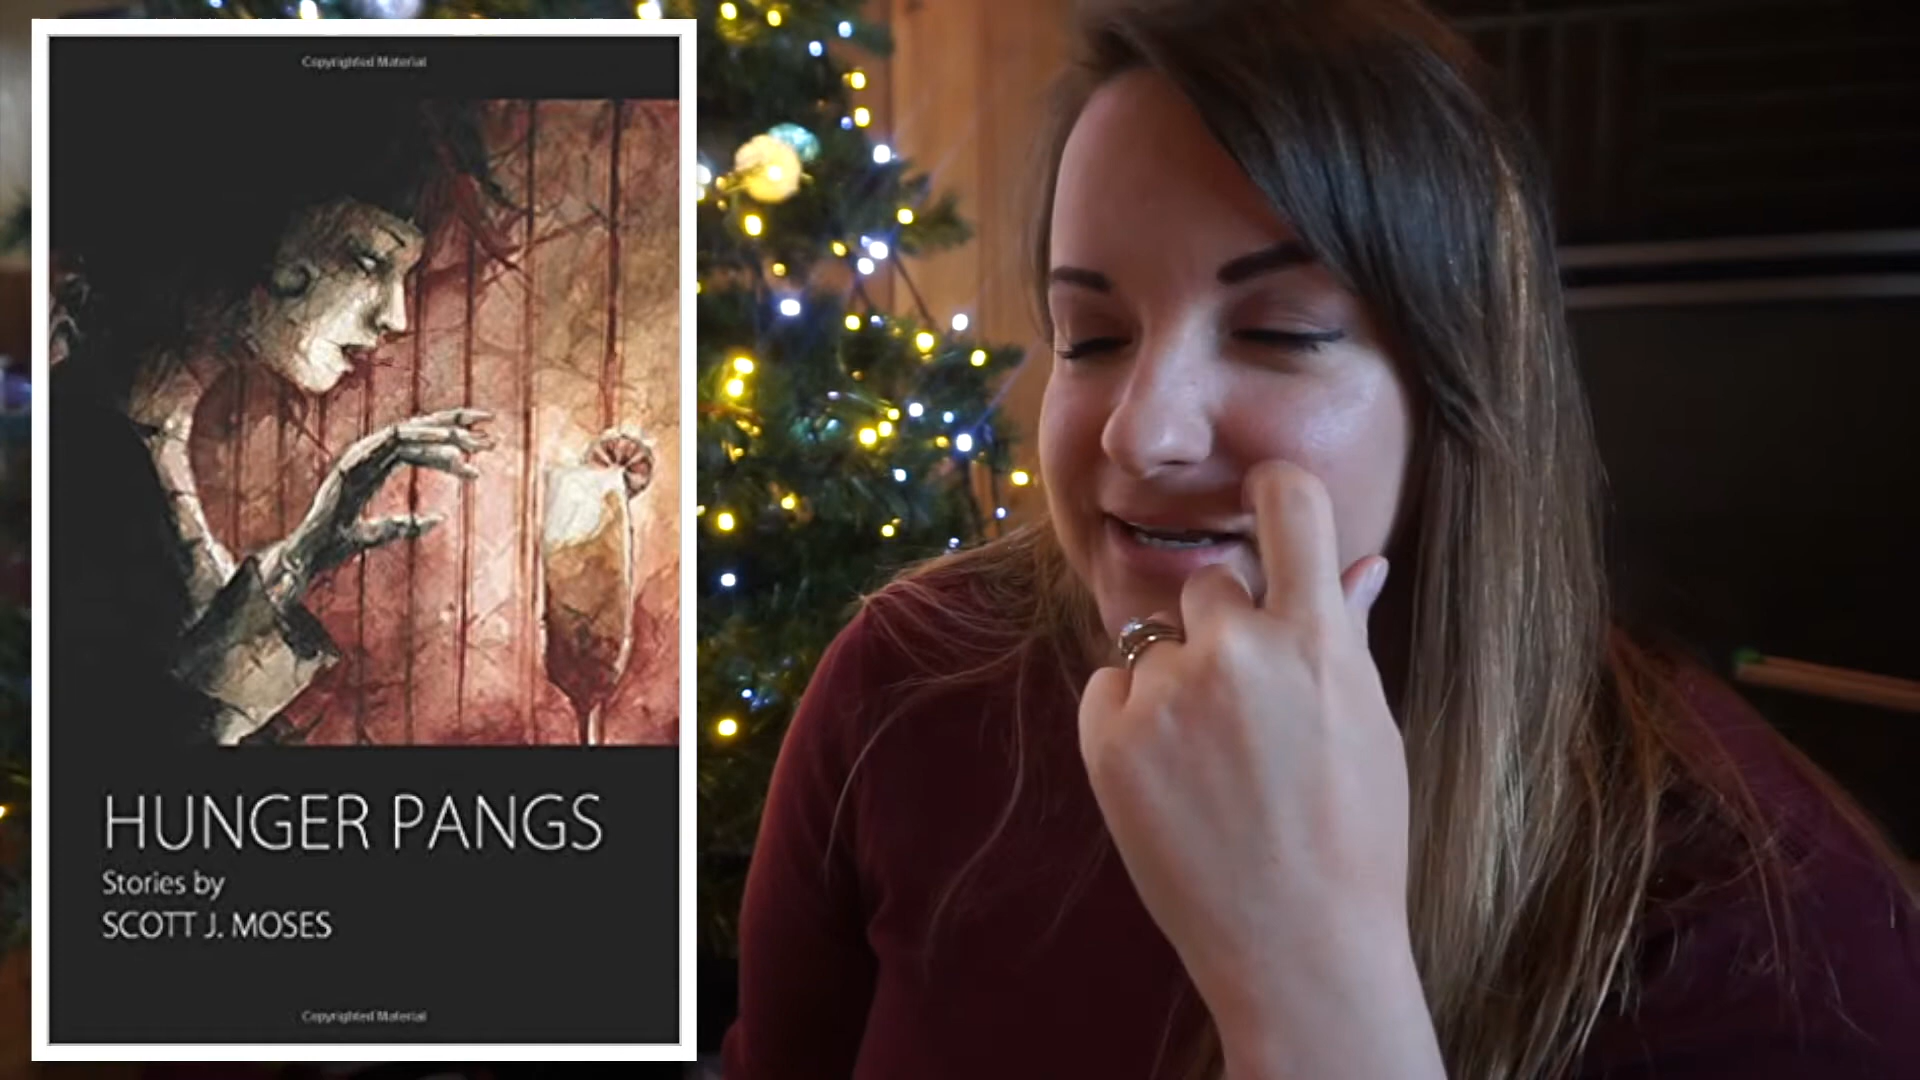 Copyrighted Material
HUNGER PANGS
Stories by
SCOTT J. MOSES
Copyrighted Material